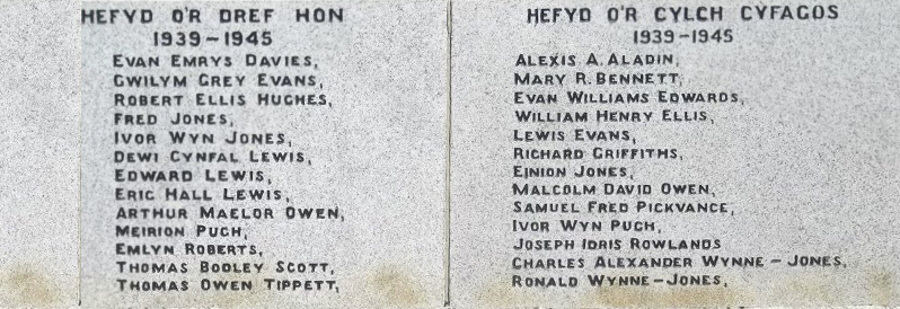 HEFYD O'R DREF HON
1939-1945
EVAN EMRYS DAVIES,
GWILYM GREY EVANS,
ROBERT ELLIS HUGHES,
FRED JONES,
IVOR WYN JONES,
DEWI CYNFAL LEWIS,
EDWARD LEWIS,
ERIC HALL LEWIS,
ARTHUR MAELOR OWEN,
MEIRION PUGH,
EMLYN ROBERTS,
THOMAS BODLEY SCOTT,
THOMAS OWEN TIPPETT,
HEFYD O'R CYLCH CYFAGOS
1939-1945
ALEXIS A. ALADIN,
MARY R. BENNETT,
EVAN WILLIAMS EDWARDS,
WILLIAM HENRY ELLIS,
LEWIS EVANS,
RICHARD GRIFFITHS,
EINION JONES,
MALCOLM DAVID OWEN,
SAMUEL FRED PICKVANCE,
IVOR WYN PUGH,
JOSEPH IDRIS ROWLANDS
CHARLES ALEXANDER WYNNE-JONES,
RONALD WYNNE-JONES,